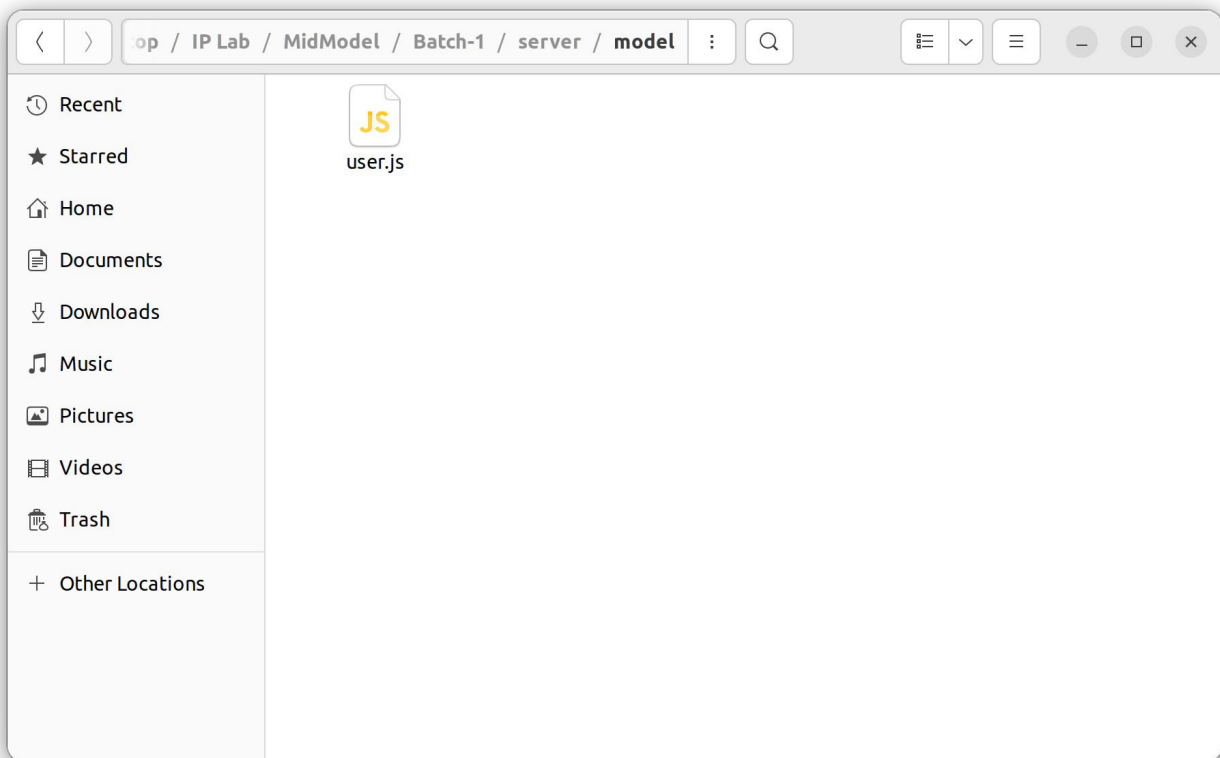 op / IP Lab / MidModel / Batch-1 / server / model
Recent
Starred
Home
Documents
Downloads
Music
Pictures
Videos
Trash
Other Locations
JS
user.js